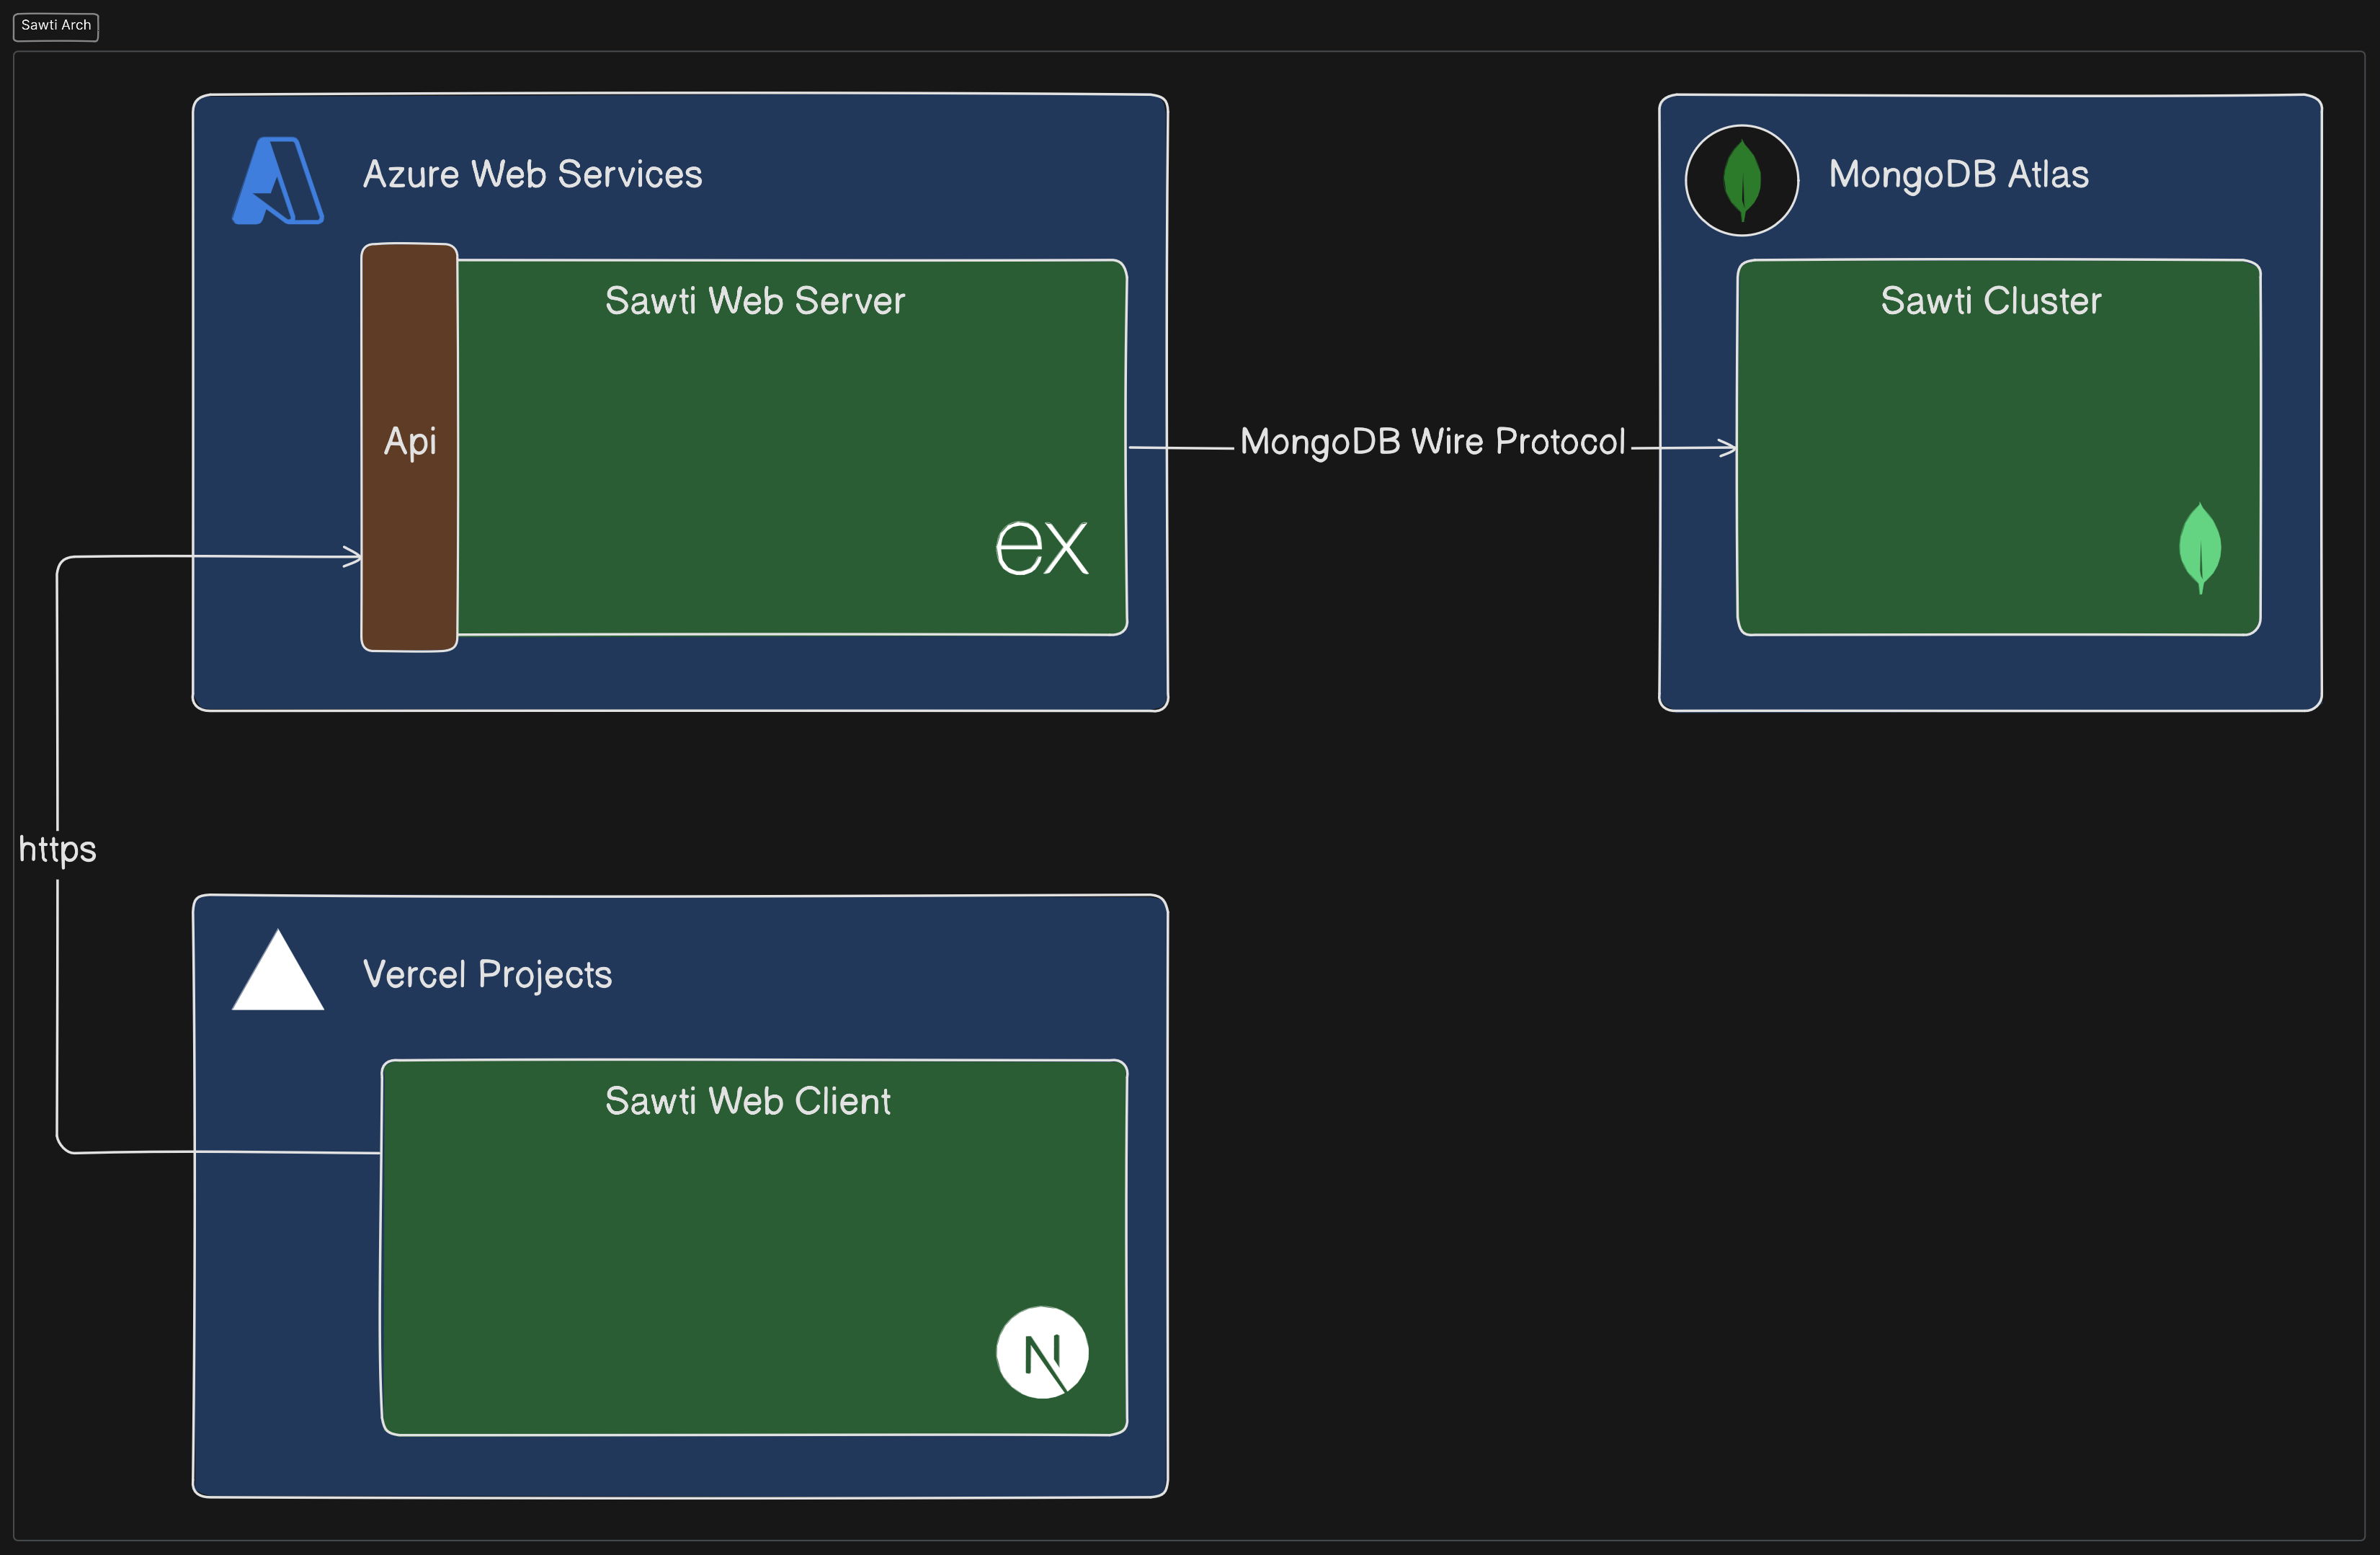 Sawti Arch
Azure Web Services
MongoDB Atlas
Sawti Web Server
Sawti Cluster
Api
MongoDB Wire Protocol
ex
https
Vercel Projects
Sawti Web Client
N